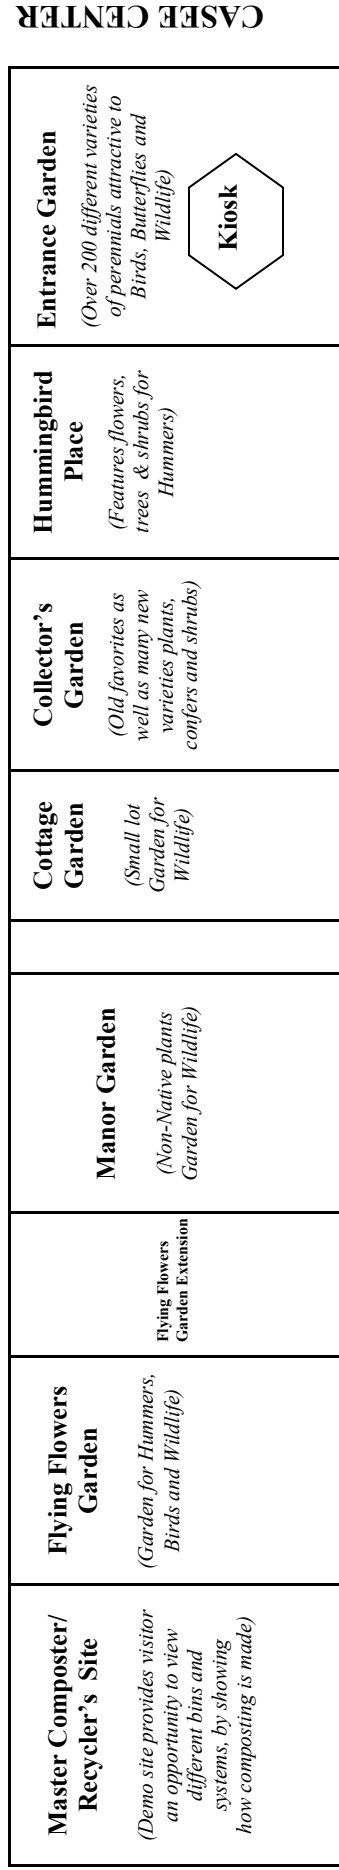 CASEE CENTER
Entrance Garden
(Over 200 different varieties
of perennials attractive to
Birds, Butterflies and
Wildlife)
Kiosk
Hummingbird
Place
(Features flowers,
trees & shrubs for
Hummers)
Collector's
Garden
(Old favorites as
well as many new
varieties plants,
confers and shrubs)
Cottage
Garden
(Small lot
Garden for
Wildlife)
Manor Garden
(Non-Native plants
Garden for Wildlife)
Flying Flowers
Garden Extension
Flying Flowers
Garden
(Garden for Hummers,
Birds and Wildlife)
Master Composter/
Recycler's Site
(Demo site provides visitor
an opportunity to view
different bins and
systems, by showing
how composting is made)